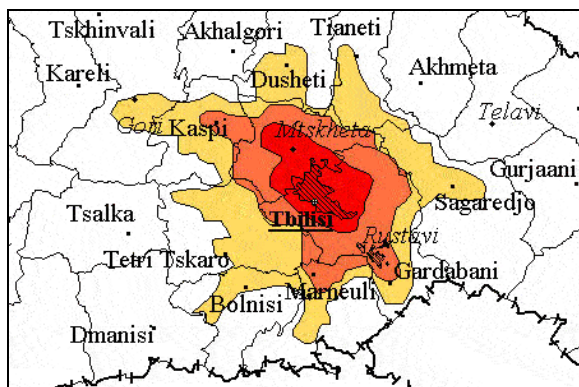 Tskhinvali
Akhalgori
Tianeti
Kareli
Dusheti
Akhmeta
Gori
Kaspi
Mtskheta
Telavi
Gurjaani
Tsalka
Tbilisi
Sagaredjo
Tetri Tskaro
Rustavi
Gardabani
Bolnisi
Marneuli
Dmanisi